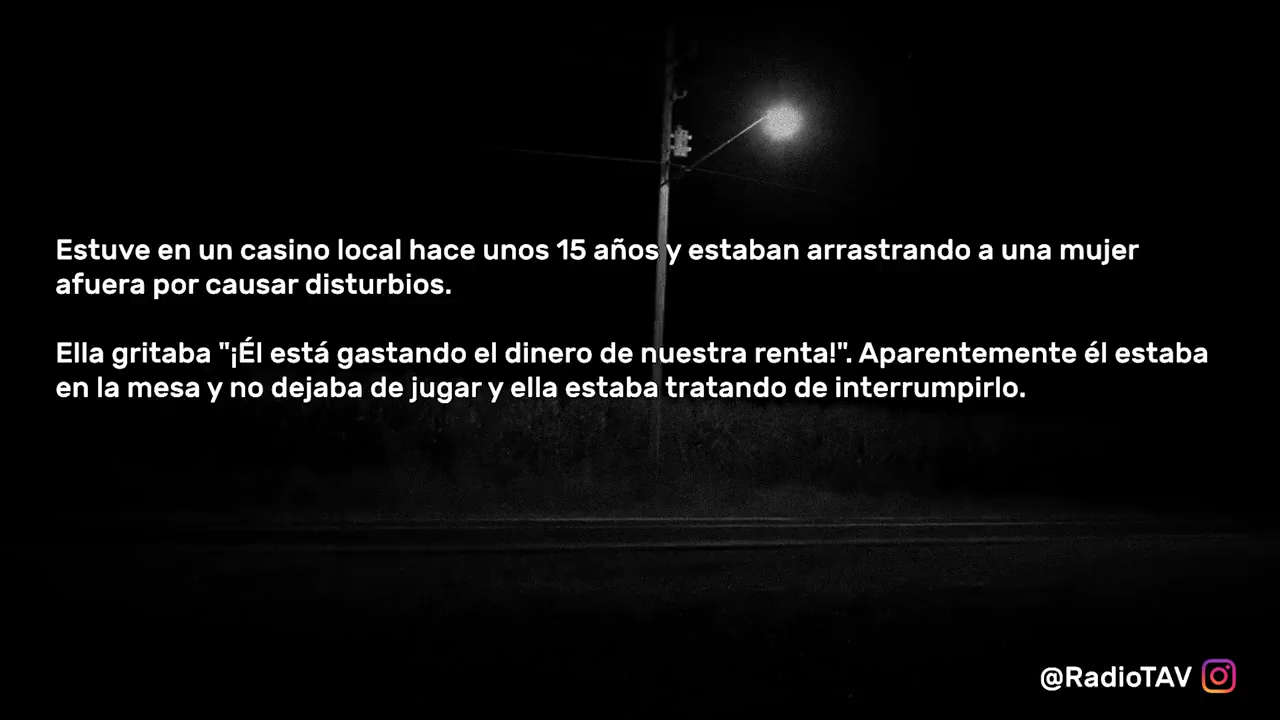 Estuve en un casino local hace unos 15 años y estaban arrastrando a una mujer
afuera por causar disturbios.
Ella gritaba "¡Él está gastando el dinero de nuestra renta!". Aparentemente él estaba
en la mesa y no dejaba de jugar y ella estaba tratando de interrumpirlo.
@RadioTAV